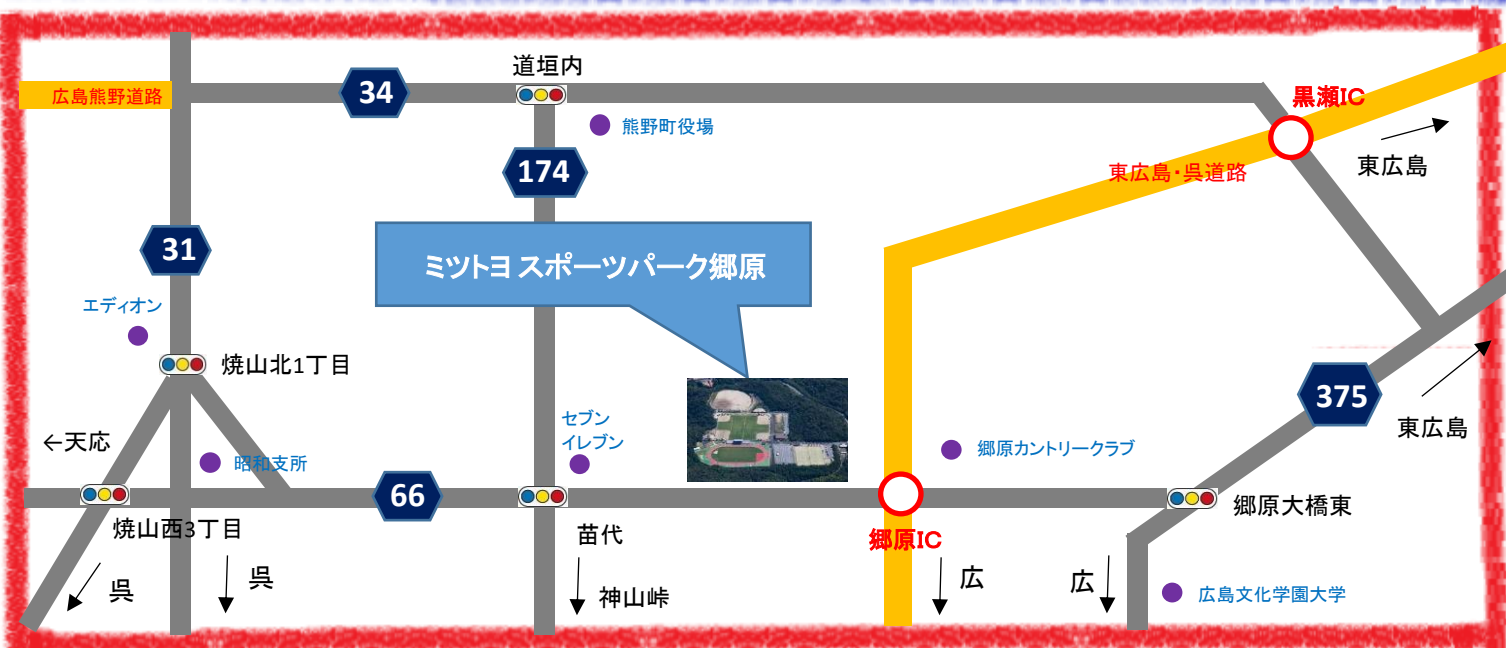 道垣内
広島熊野道路
34
黒瀬IC
熊野町役場
東広島
174
東広島・呉道路
31
ミツトヨ スポーツパーク郷原
エディオン
焼山北1丁目
375
セブン
イレブン
東広島
←天応
昭和支所
郷原カントリークラブ
66
郷原大橋東
焼山西3丁目
苗代
郷原IC
呉
呉
神山峠
広
広
広島文化学園大学